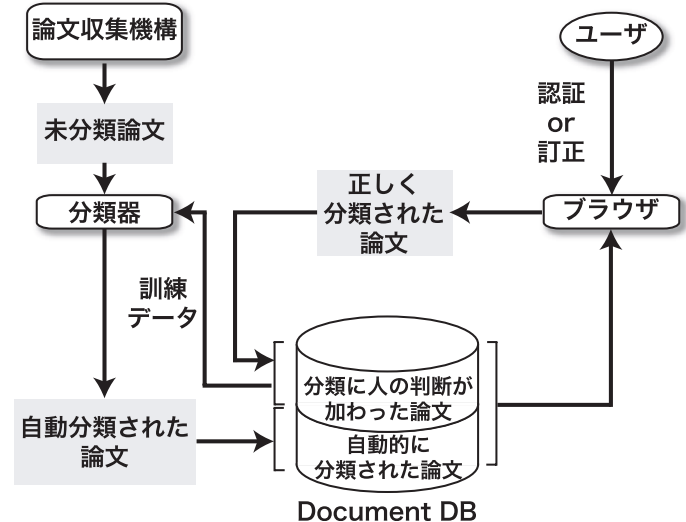 論文収集機構
ユーザ
認証
or
訂正
未分類論文
正しく
分類された
論文
分類器
ブラウザ
訓練
データ
分類に人の判断が
加わった論文
自動分類された
論文
自動的に
分類された論文
Document DB